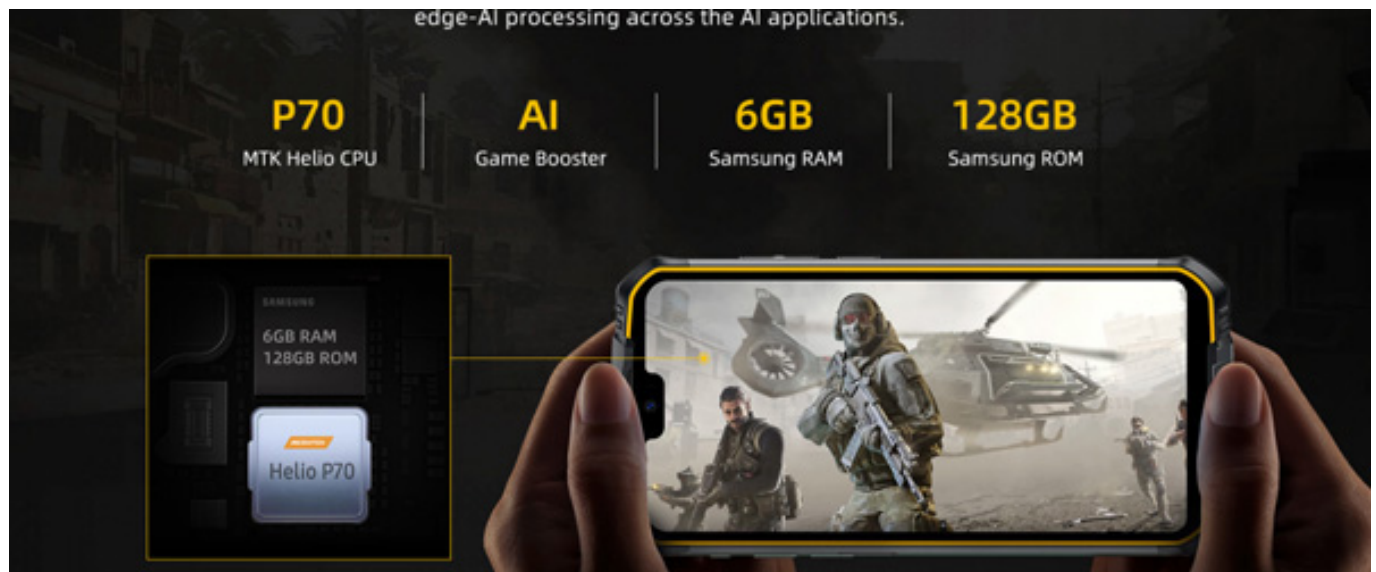 edge-AI processing across the AI applications.
P70
MTK Helio CPU
AI
Game Booster
6GB
Samsung RAM
128GB
Samsung ROM
SAMSUNG
6GB RAM
128GB ROM
MEDIATEK
Helio P70